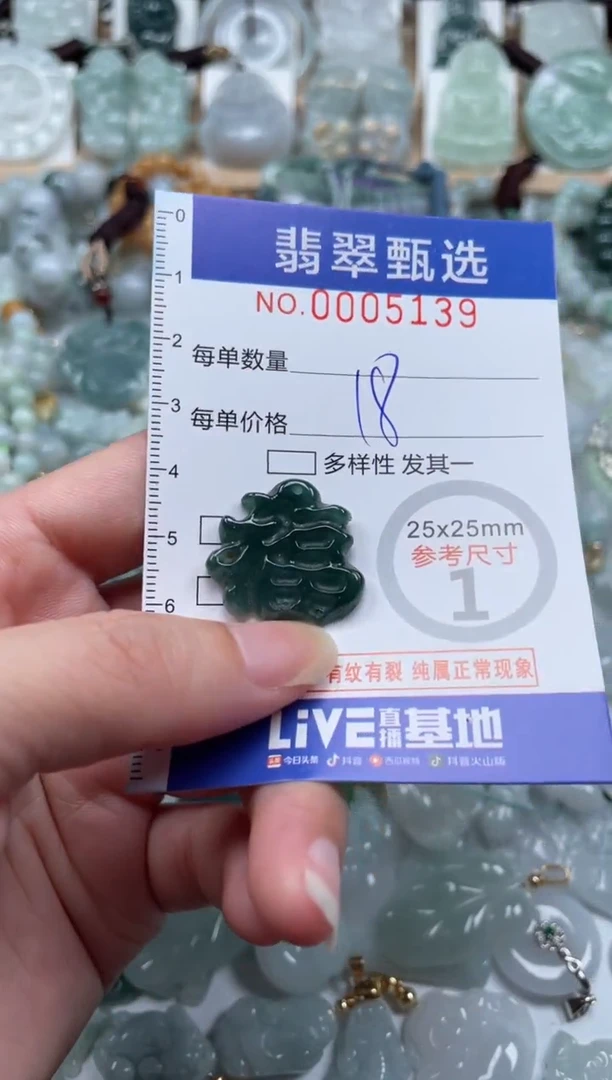 0
翡翠甄选
1
NO.0005139
2
每单数量
3
每单价格
18
4
多样性 发其一
5
25x25mm
参考尺寸
1
6
有纹有裂 纯属正常现象
LiVE直播基地
今日头条 抖音 西瓜视频 抖音火山版